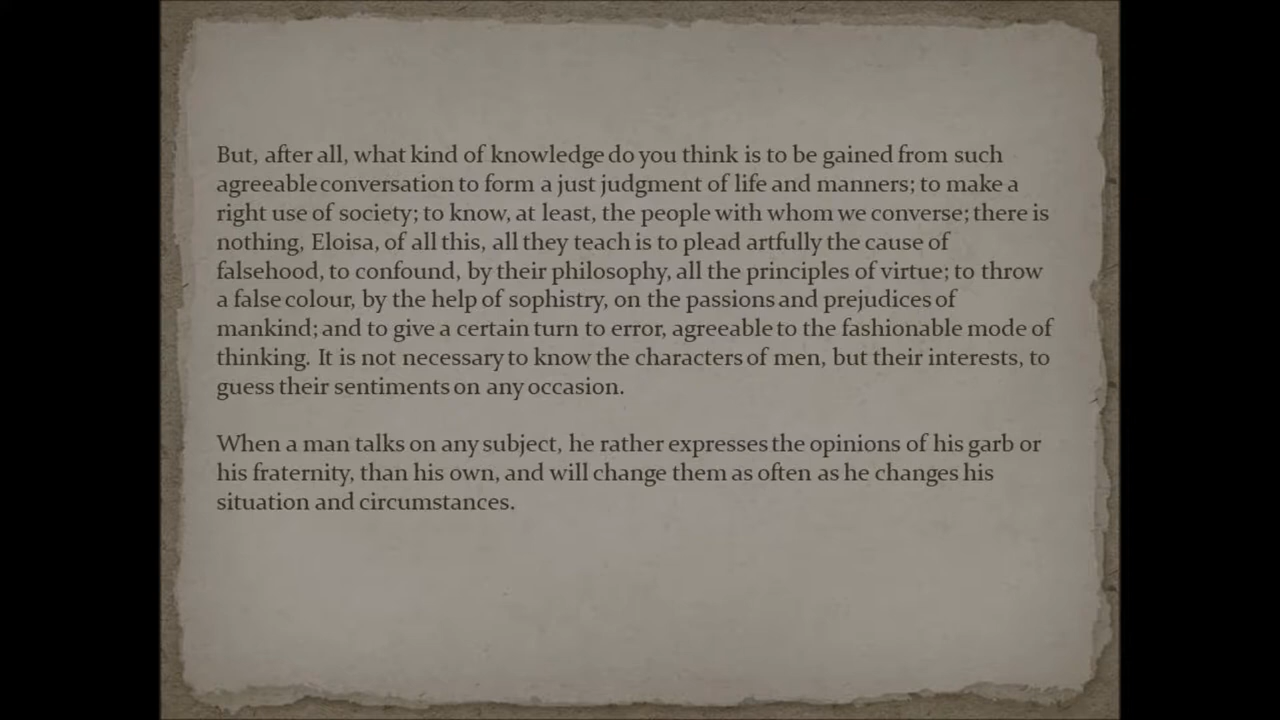 But, after all, what kind of knowledge do you think is to be gained from such
agreeable conversation to form a just judgment of life and manners; to make a
right use of society; to know, at least, the people with whom we converse; there is
nothing, Eloisa, of all this, all they teach is to plead artfully the cause of
falsehood, to confound, by their philosophy, all the principles of virtue; to throw
a false colour, by the help of sophistry, on the passions and prejudices of
mankind; and to give a certain turn to error, agreeable to the fashionable mode of
thinking. It is not necessary to know the characters of men, but their interests, to
guess their sentiments on any occasion.

When a man talks on any subject, he rather expresses the opinions of his garb or
his fraternity, than his own, and will change them as often as he changes his
situation and circumstances.